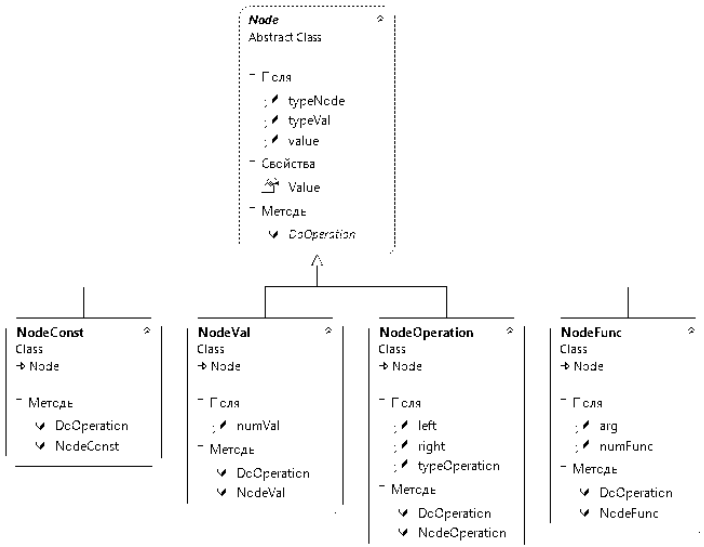 Node
Abstract Class
Поля
typeNode
typeVal
value
Свойства
Value
Методы
DoOperation
NodeConst
Class
Node
Методы
DoOperation
NodeConst
NodeVal
Class
Node
Поля
numVal
Методы
DoOperation
NodeVal
NodeOperation
Class
Node
Поля
left
right
typeOperation
Методы
DoOperation
NodeOperation
NodeFunc
Class
Node
Поля
arg
numFunc
Методы
DoOperation
NodeFunc